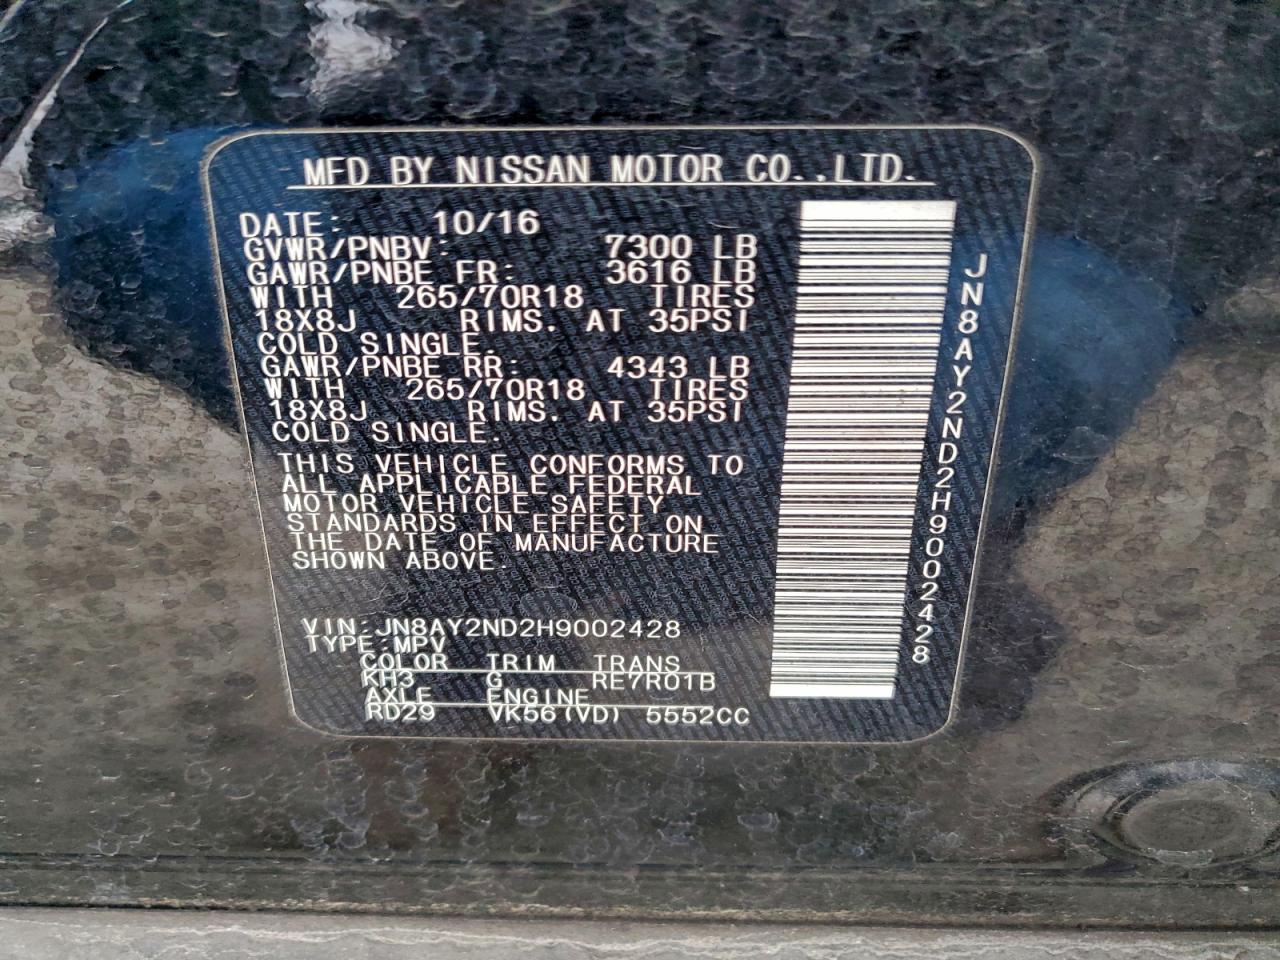 MFD BY NISSAN MOTOR CO.,LTD.
DATE: 10/16
GVWR/PNBV: 7300 LB
GAWR/PNBE FR: 3616 LB
WITH 265/70R18 TIRES
18X8J RIMS. AT 35PSI
COLD SINGLE.
GAWR/PNBE RR: 4343 LB
WITH 265/70R18 TIRES
18X8J RIMS. AT 35PSI
COLD SINGLE.
THIS VEHICLE CONFORMS TO
ALL APPLICABLE FEDERAL
MOTOR VEHICLE SAFETY
STANDARDS IN EFFECT ON
THE DATE OF MANUFACTURE
SHOWN ABOVE.
VIN:JN8AY2ND2H9002428
TYPE:MPV
COLOR TRIM TRANS
KH3 G RE7R01B
AXLE ENGINE
RD29 VK56(VD) 5552CC
JN8AY2ND2H9002428